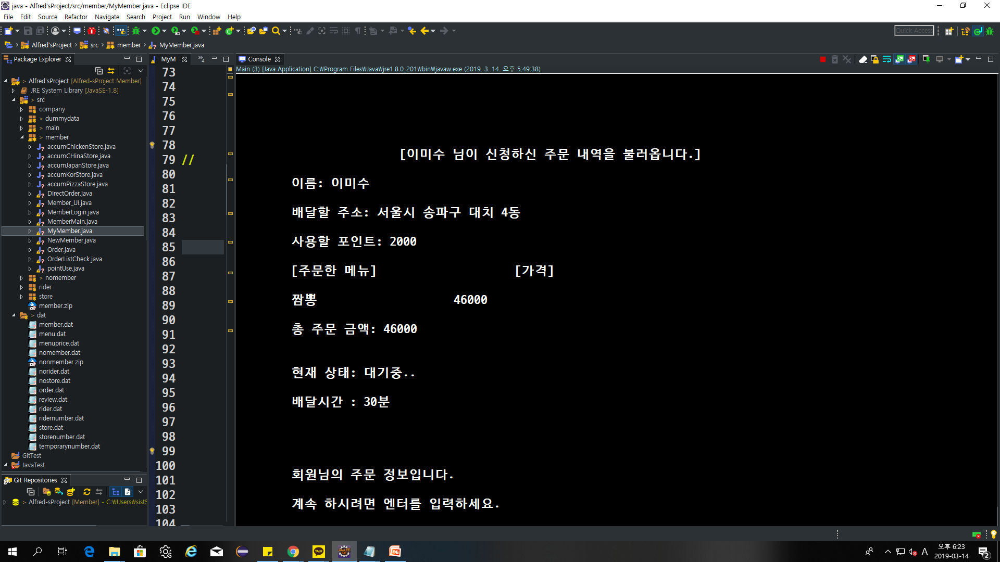 java - Alfred'sProject/src/member/MyMember.java - Eclipse IDE
File Edit Source Refactor Navigate Search Project Run Window Help
Quick Access
Alfred'sProject src member MyMember.java
Package Explorer
MyM
Console
Main (3) [Java Application] C:₩Program Files₩Java₩jre1.8.0_201₩bin₩javaw.exe (2019. 3. 14. 오후 5:49:38)
> Alfred'sProject [Alfred-sProject Member]
JRE System Library [JavaSE-1.8]
> src
company
> dummydata
> main
> member
accumChickenStore.java
accumCHinaStore.java
accumJapanStore.java
accumKorStore.java
accumPizzaStore.java
DirectOrder.java
Member_UI.java
MemberLogin.java
MemberMain.java
MyMember.java
NewMember.java
Order.java
OrderListCheck.java
pointUse.java
> nomember
rider
store
member.zip
> dat
member.dat
menu.dat
menuprice.dat
nomember.dat
nonmember.zip
norider.dat
nostore.dat
order.dat
review.dat
rider.dat
ridernumber.dat
store.dat
storenumber.dat
temporarynumber.dat
GitTest
JavaTest
Git Repositories
> Alfred-sProject [Member] - C:₩Users₩sist5
73
74
75
76
77
78
79 //
80
81
82
83
84
85
86
87
88
89
90
91
92
93
94
95
96
97
98
99
100
101
102
103
104
[이미수 님이 신청하신 주문 내역을 불러옵니다.]
이름: 이미수
배달할 주소: 서울시 송파구 대치 4동
사용할 포인트: 2000
[주문한 메뉴] [가격]
짬뽕 46000
총 주문 금액: 46000
현재 상태: 대기중..
배달시간 : 30분
회원님의 주문 정보입니다.
계속 하시려면 엔터를 입력하세요.
TALK
A
오후 6:23
2019-03-14
2